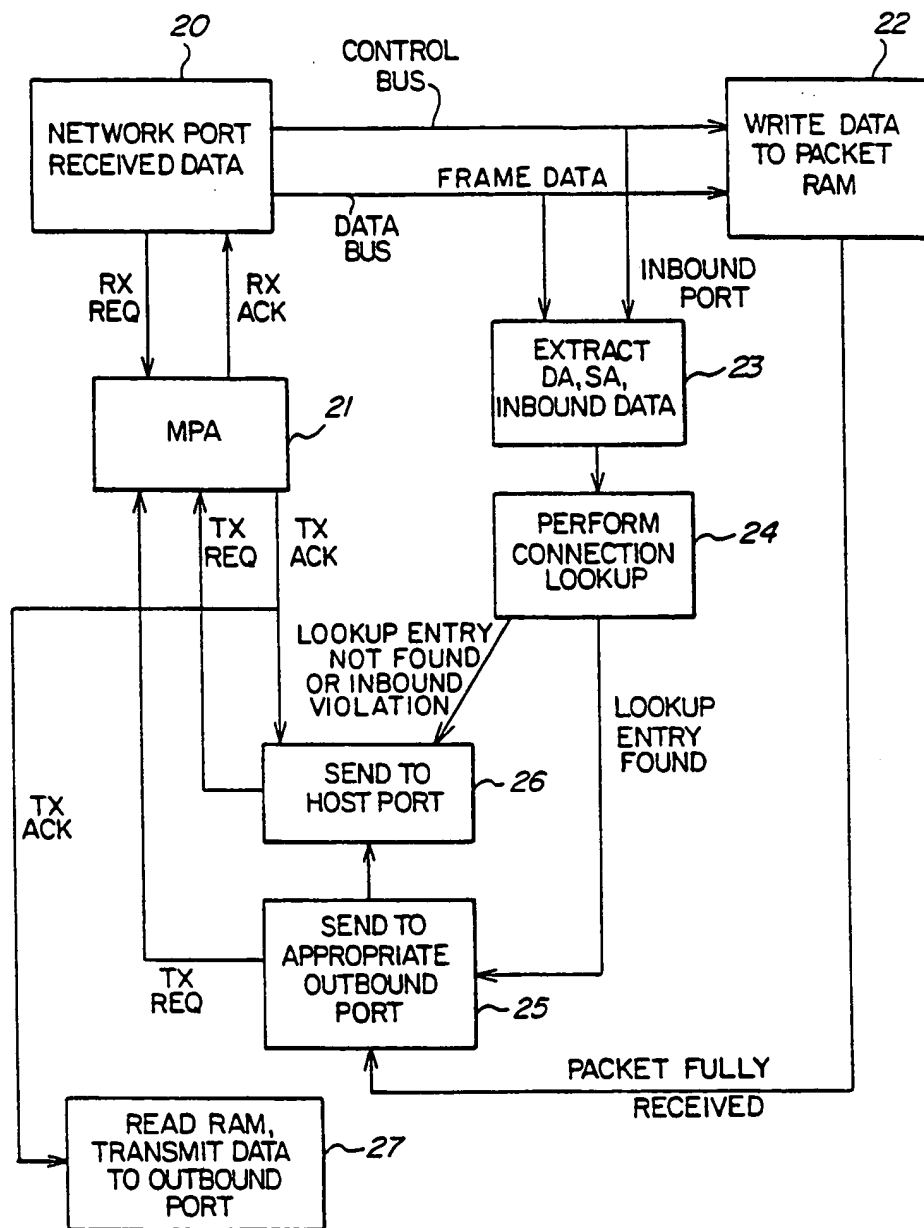 20
CONTROL
BUS
22
NETWORK PORT
RECEIVED DATA
WRITE DATA
TO PACKET
RAM
FRAME DATA
DATA
BUS
RX
REQ
RX
ACK
INBOUND
PORT
EXTRACT
DA, SA,
INBOUND DATA
23
MPA
21
PERFORM
CONNECTION
LOOKUP
24
TX
REQ
TX
ACK
LOOKUP ENTRY
NOT FOUND
OR INBOUND
VIOLATION
LOOKUP
ENTRY
FOUND
SEND TO
HOST PORT
26
TX
ACK
SEND TO
APPROPRIATE
OUTBOUND
PORT
25
TX
REQ
PACKET FULLY
RECEIVED
READ RAM,
TRANSMIT DATA
TO OUTBOUND
PORT
27